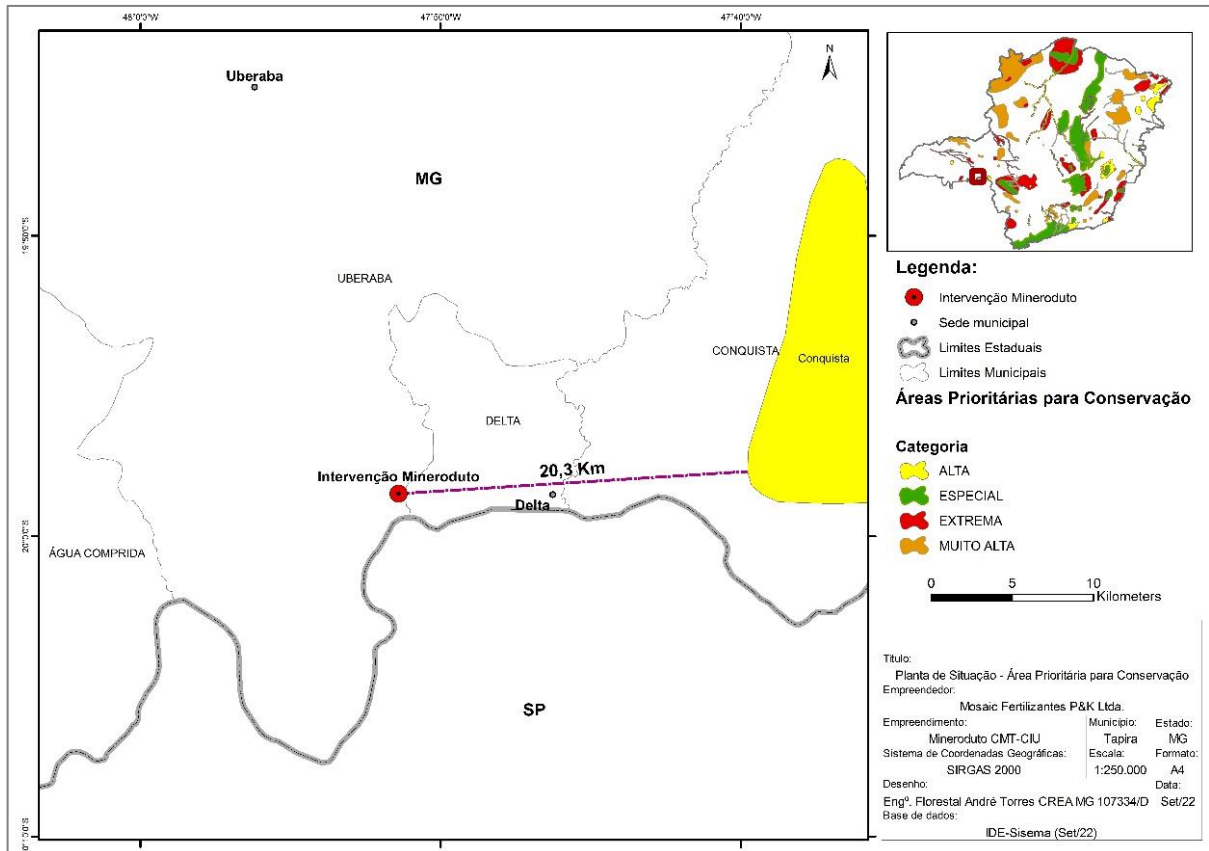 48°0'0"W 47°50'0"W 47°40'0"W
N
Uberaba
MG
19°50'0"S
UBERABA
CONQUISTA
Conquista
DELTA
20,3 Km
Intervenção Mineroduto
Delta
20°0'0"S
ÁGUA COMPRIDA
SP
Legenda:
Intervenção Mineroduto
Sede municipal
Limites Estaduais
Limites Municipais
Áreas Prioritárias para Conservação
Categoria
ALTA
ESPECIAL
EXTREMA
MUITO ALTA
0 5 10
Kilometers
Título:
Planta de Situação - Área Prioritária para Conservação
Empreendedor:
Mosaic Fertilizantes P&K Ltda.
Empreendimento: Município: Estado:
Mineroduto CMT-CIU Tapira MG
Sistema de Coordenadas Geográficas: Escala: Formato:
SIRGAS 2000 1:250.000 A4
Desenho: Data:
Engº. Florestal André Torres CREA MG 107334/D Set/22
Base de dados:
IDE-Sisema (Set/22)